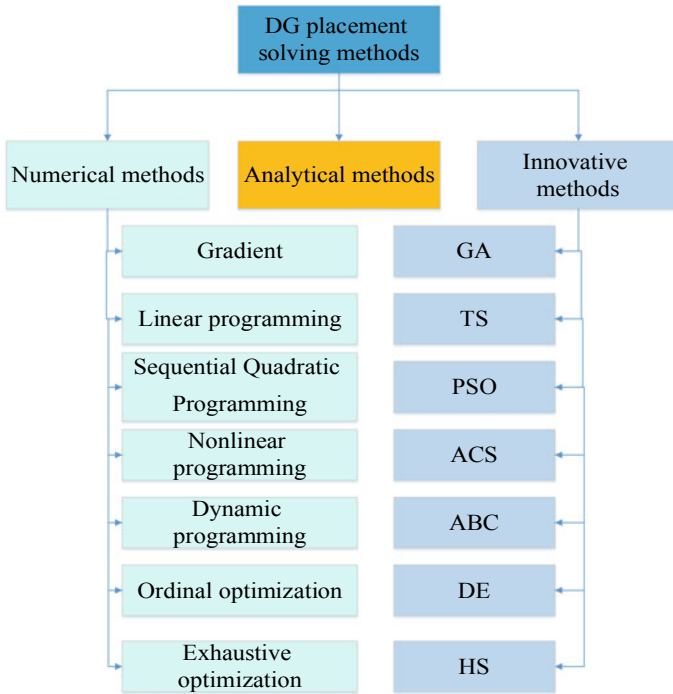 DG placement
solving methods
Numerical methods
Analytical methods
Innovative
methods
Gradient
GA
Linear programming
TS
Sequential Quadratic
Programming
PSO
Nonlinear
programming
ACS
Dynamic
programming
ABC
Ordinal optimization
DE
Exhaustive
optimization
HS